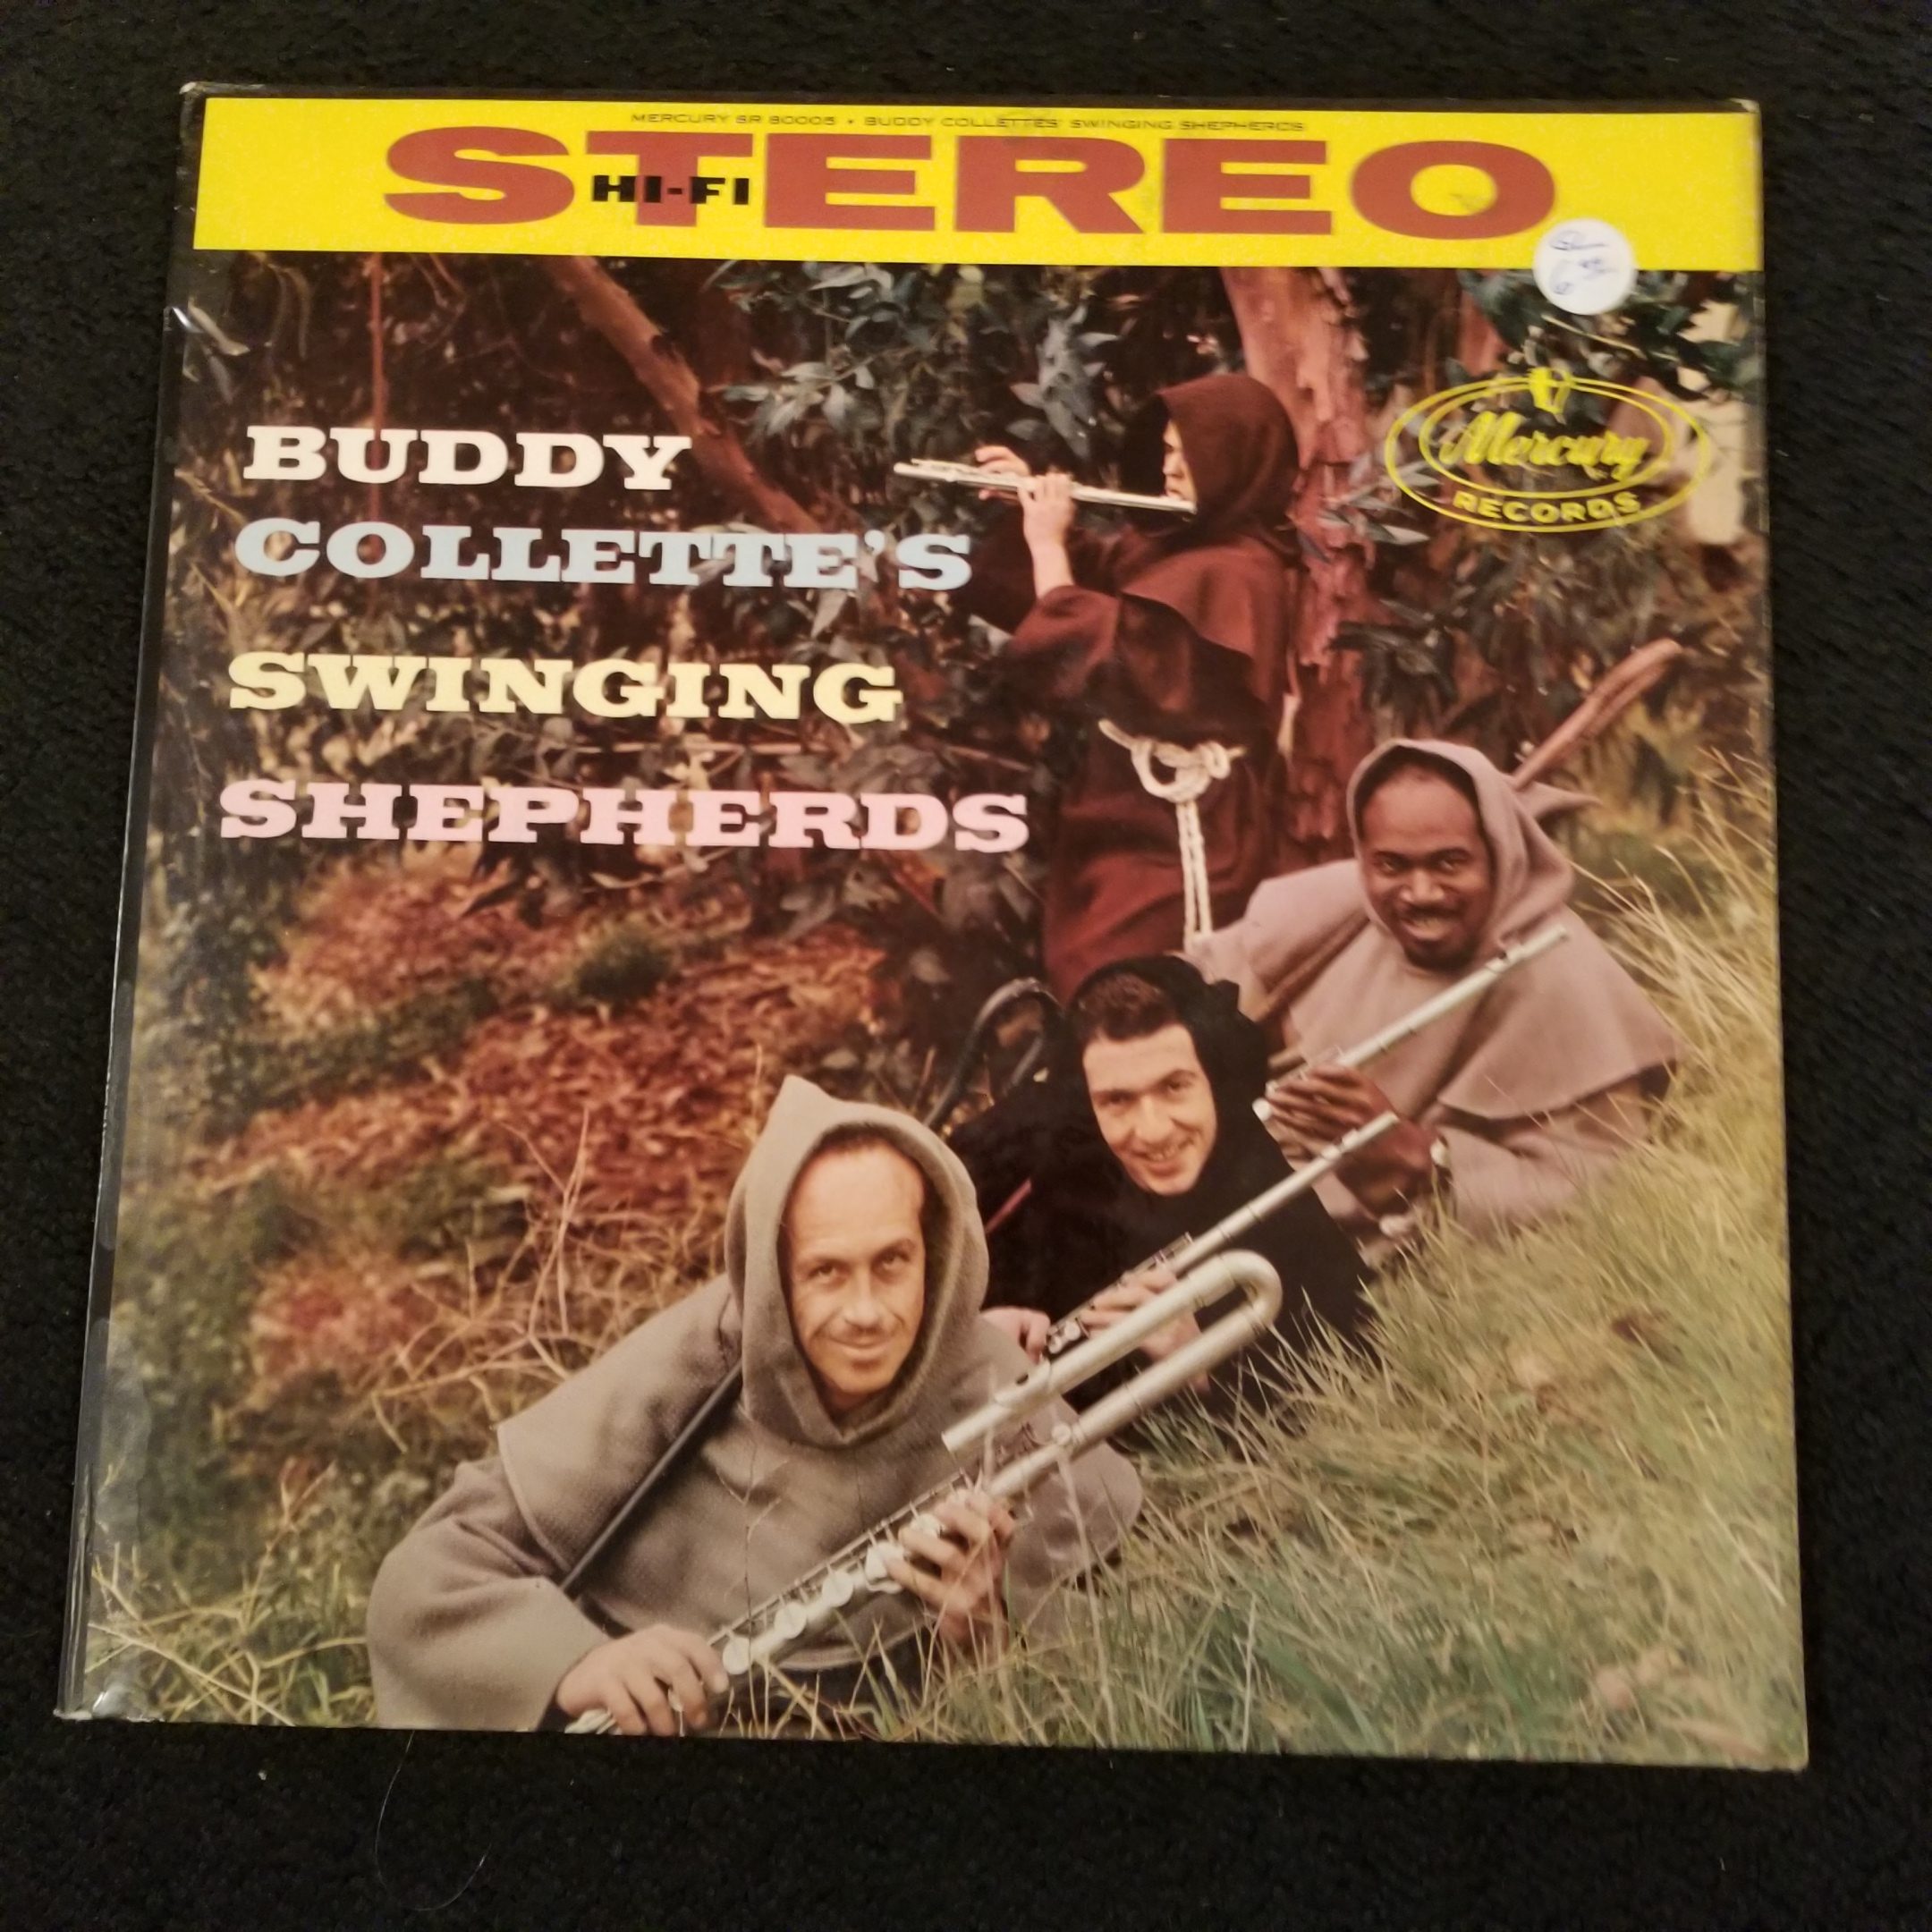 MERCURY SR 80005 • BUDDY COLLETTES' SWINGING SHEPHERDS
STEREO
HI-FI
BUDDY
COLLETTE'S
SWINGING
SHEPHERDS
Mercury
RECORDS